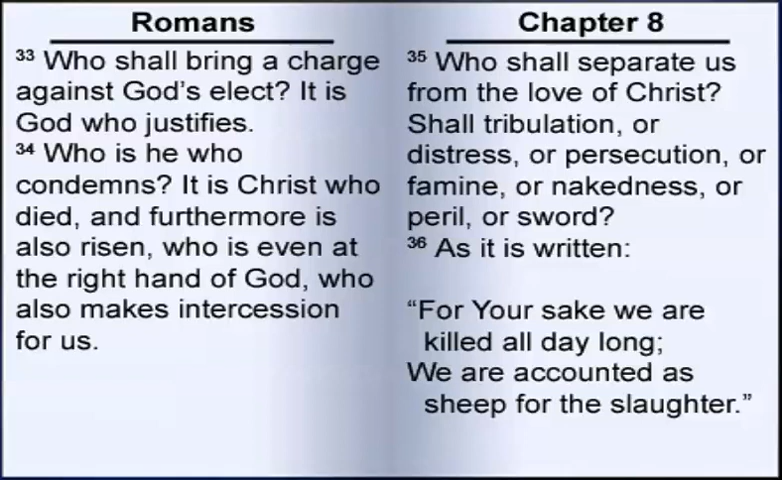 Romans
³³ Who shall bring a charge
against God's elect? It is
God who justifies.
³⁴ Who is he who
condemns? It is Christ who
died, and furthermore is
also risen, who is even at
the right hand of God, who
also makes intercession
for us.
Chapter 8
³⁵ Who shall separate us
from the love of Christ?
Shall tribulation, or
distress, or persecution, or
famine, or nakedness, or
peril, or sword?
³⁶ As it is written:
“For Your sake we are
killed all day long;
We are accounted as
sheep for the slaughter.”